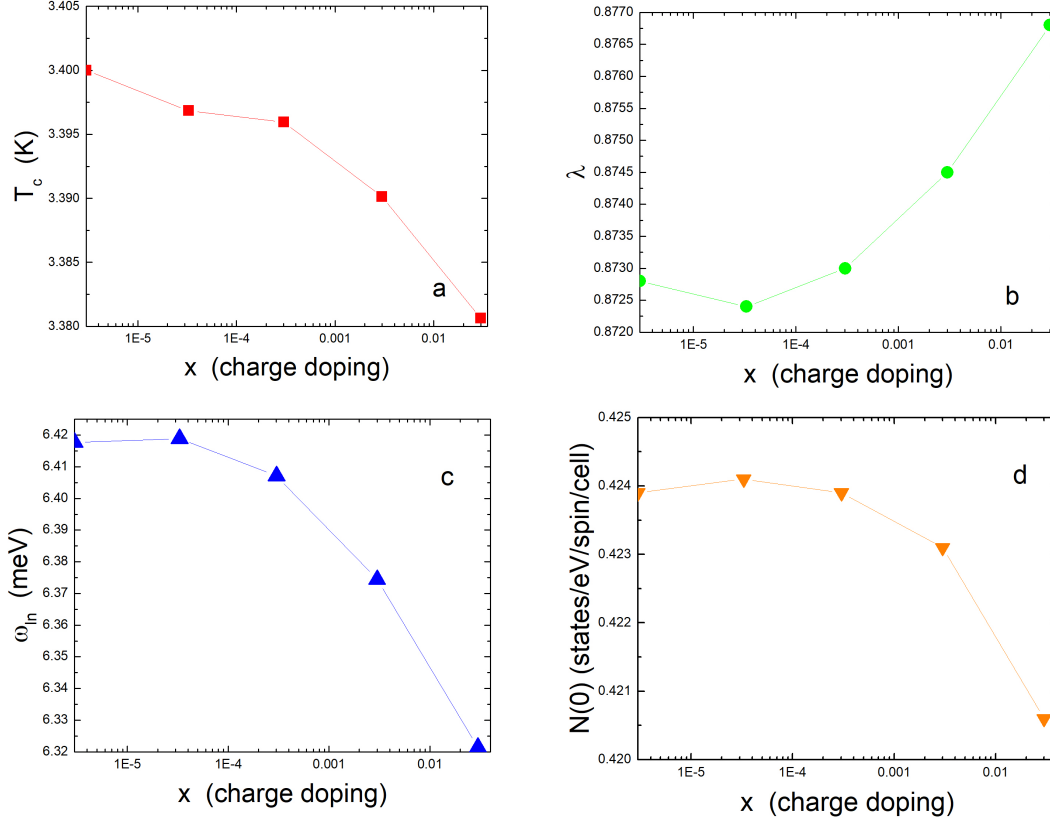 3.405
3.400
3.395
3.390
3.385
3.380
T_c (K)
a
1E-5 1E-4 0.001 0.01
x (charge doping)
0.8770
0.8765
0.8760
0.8755
0.8750
0.8745
0.8740
0.8735
0.8730
0.8725
0.8720
λ
b
1E-5 1E-4 0.001 0.01
x (charge doping)
6.42
6.41
6.40
6.39
6.38
6.37
6.36
6.35
6.34
6.33
6.32
ω_ln (meV)
c
1E-5 1E-4 0.001 0.01
x (charge doping)
0.425
0.424
0.423
0.422
0.421
0.420
N(0) (states/eV/spin/cell)
d
1E-5 1E-4 0.001 0.01
x (charge doping)